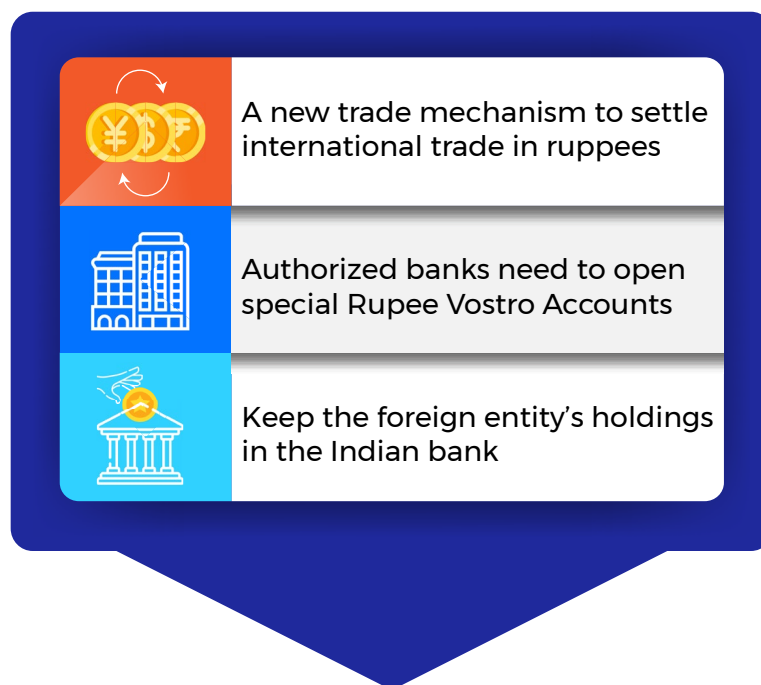 A new trade mechanism to settle
international trade in ruppees
Authorized banks need to open
special Rupee Vostro Accounts
Keep the foreign entity’s holdings
in the Indian bank